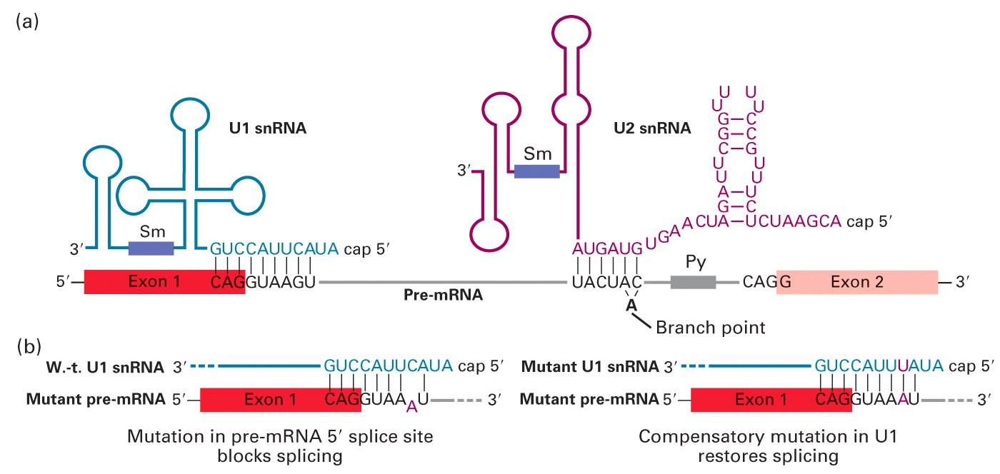 (a)
U1 snRNA
U2 snRNA
U U
U U
G–C
G–C
C–G
U U
U U
A–U
G–C
Sm
3′
Sm
3′
GUCCAUUCAUA cap 5′
AUGAUGUGAACUA–UCUAAGCA cap 5′
5′ Exon 1 CAGGUAAGU
Pre-mRNA
UACUAC
A
Branch point
Py
CAGG Exon 2 3′
(b)
W.-t. U1 snRNA 3′ GUCCAUUCAUA cap 5′
Mutant pre-mRNA 5′ Exon 1 CAGGUAAAU 3′
Mutation in pre-mRNA 5′ splice site
blocks splicing
Mutant U1 snRNA 3′ GUCCAUUUAUA cap 5′
Mutant pre-mRNA 5′ Exon 1 CAGGUAAAU 3′
Compensatory mutation in U1
restores splicing